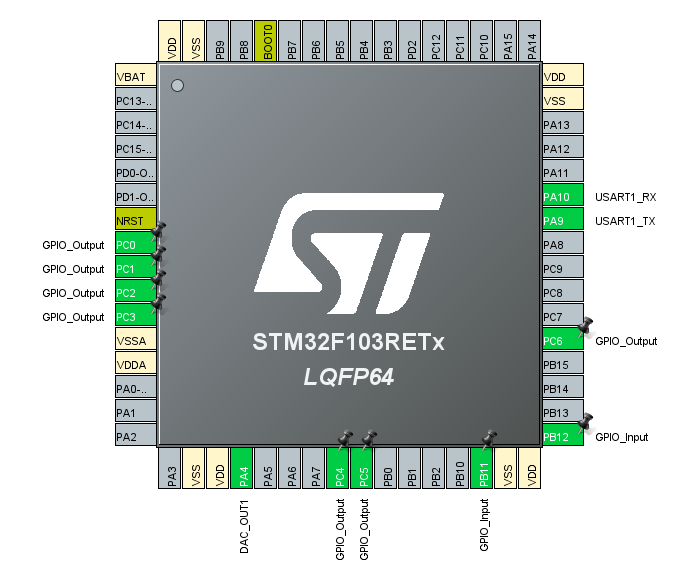 VDD
VSS
PB9
PB8
BOOT0
PB7
PB6
PB5
PB4
PB3
PD2
PC12
PC11
PC10
PA15
PA14
VBAT
PC13-..
PC14-..
PC15-..
PD0-O..
PD1-O..
NRST
GPIO_Output PC0
GPIO_Output PC1
GPIO_Output PC2
GPIO_Output PC3
VSSA
VDDA
PA0-..
PA1
PA2
STM32F103RETx
LQFP64
VDD
VSS
PA13
PA12
PA11
PA10 USART1_RX
PA9 USART1_TX
PA8
PC9
PC8
PC7
PC6 GPIO_Output
PB15
PB14
PB13
PB12 GPIO_Input
PA3
VSS
VDD
PA4
PA5
PA6
PA7
PC4
PC5
PB0
PB1
PB2
PB10
PB11
VSS
VDD
DAC_OUT1
GPIO_Output
GPIO_Output
GPIO_Input